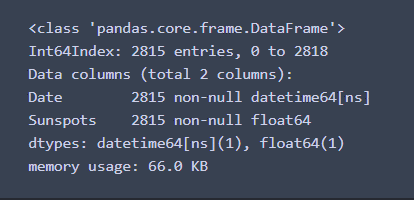 <class 'pandas.core.frame.DataFrame'>
Int64Index: 2815 entries, 0 to 2818
Data columns (total 2 columns):
Date        2815 non-null datetime64[ns]
Sunspots    2815 non-null float64
dtypes: datetime64[ns](1), float64(1)
memory usage: 66.0 KB